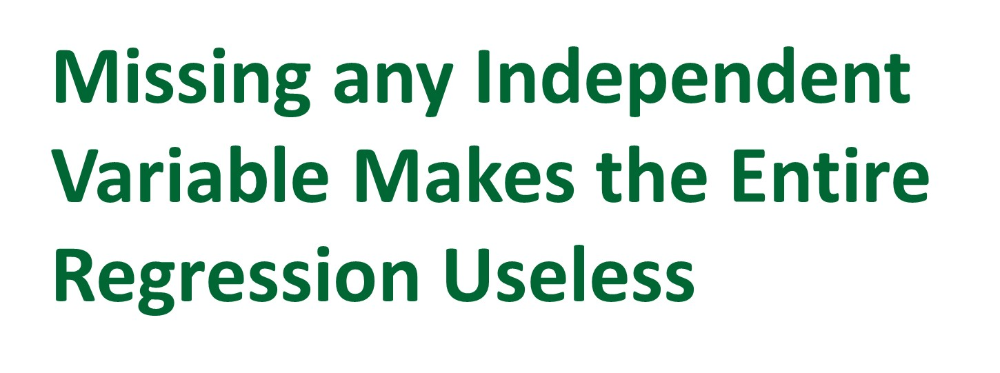 Missing any Independent
Variable Makes the Entire
Regression Useless